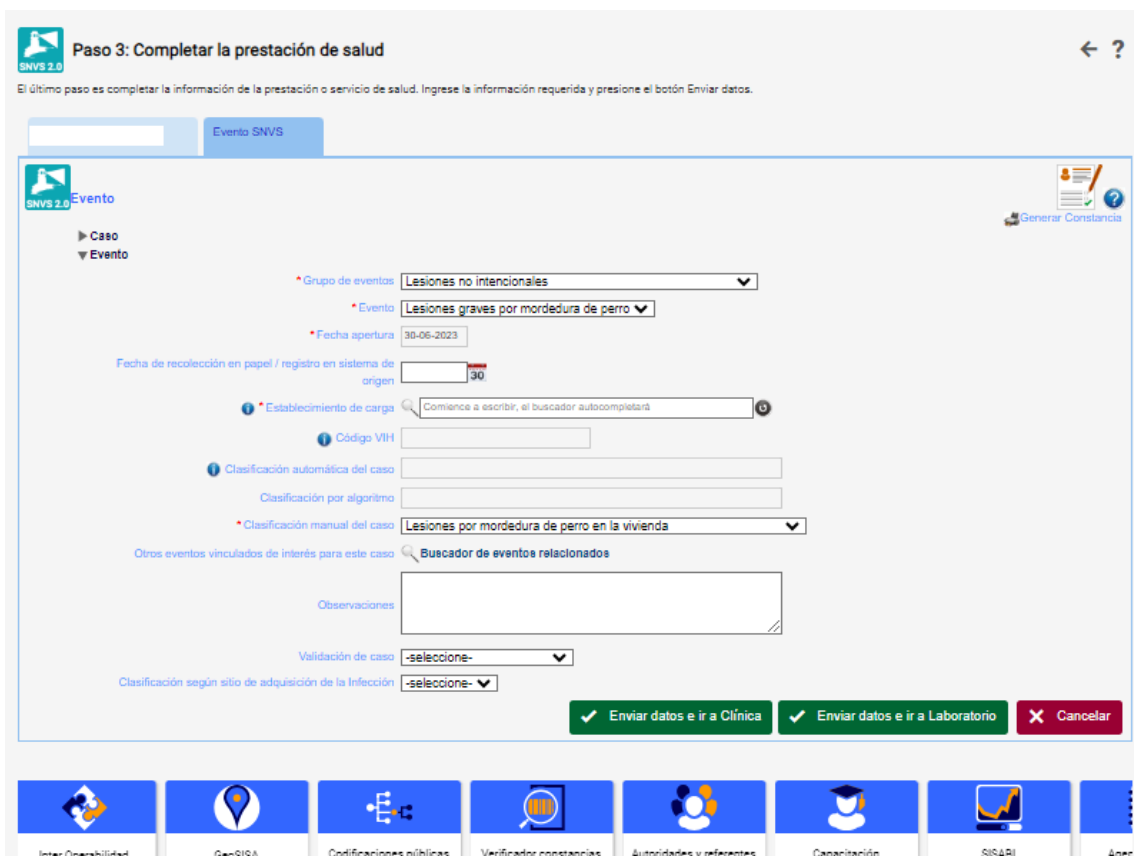 SNVS 2.0
Paso 3: Completar la prestación de salud
← ?
El último paso es completar la información de la prestación o servicio de salud. Ingrese la información requerida y presione el botón Enviar datos.
Evento SNVS
SNVS 2.0 Evento
?
Generar Constancia
Caso
Evento
*Grupo de eventos Lesiones no intencionales
*Evento Lesiones graves por mordedura de perro
*Fecha apertura 30-06-2023
Fecha de recolección en papel / registro en sistema de
origen 30
*Establecimiento de carga Comience a escribir, el buscador autocompletará
Código VIH
Clasificación automática del caso
Clasificación por algoritmo
*Clasificación manual del caso Lesiones por mordedura de perro en la vivienda
Otros eventos vinculados de interés para este caso Buscador de eventos relacionados
Observaciones
Validación de caso -seleccione-
Clasificación según sitio de adquisición de la Infección -seleccione-
Enviar datos e ir a Clínica Enviar datos e ir a Laboratorio X Cancelar
Inter Operabilidad GeoSISA Codificaciones públicas Verificador constancias Autoridades y referentes Capacitación SISABI